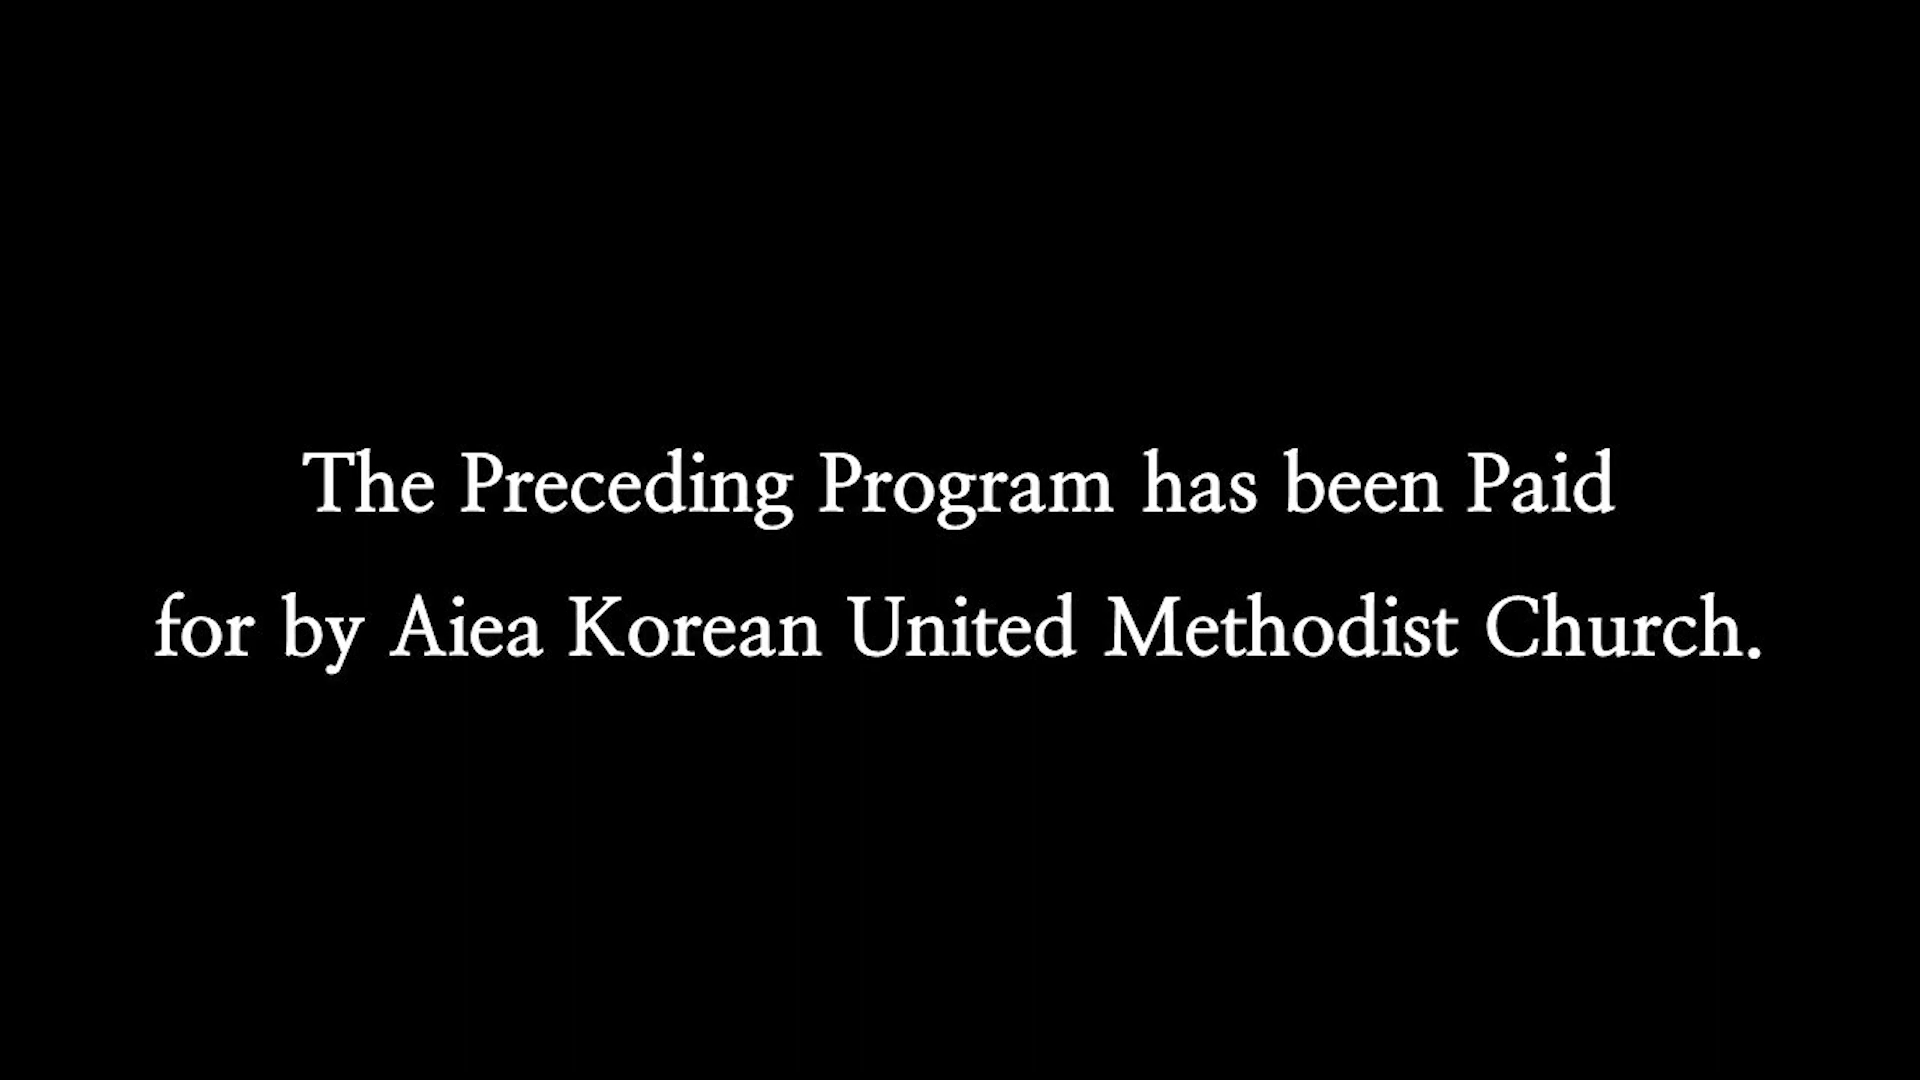 The Preceding Program has been Paid
for by Aiea Korean United Methodist Church.